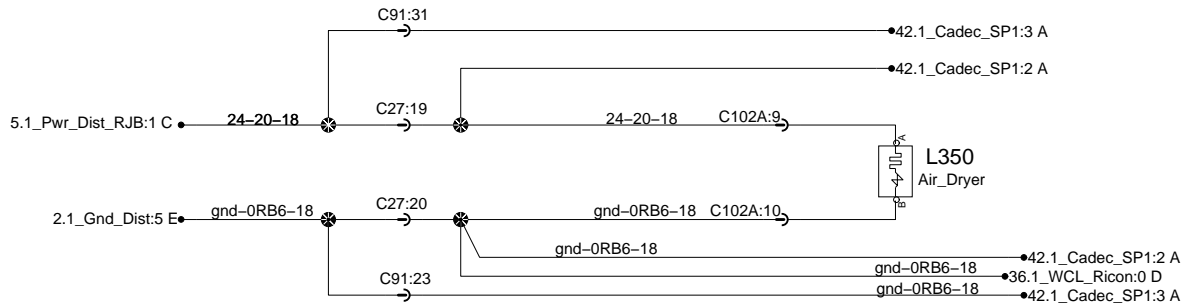 C91:31
42.1_Cadec_SP1:3 A
42.1_Cadec_SP1:2 A
5.1_Pwr_Dist_RJB:1 C
24–20–18
C27:19
24–20–18
C102A:9
A
L350
Air_Dryer
B
2.1_Gnd_Dist:5 E
gnd–0RB6–18
C27:20
gnd–0RB6–18
C102A:10
gnd–0RB6–18
42.1_Cadec_SP1:2 A
gnd–0RB6–18
36.1_WCL_Ricon:0 D
C91:23
gnd–0RB6–18
42.1_Cadec_SP1:3 A